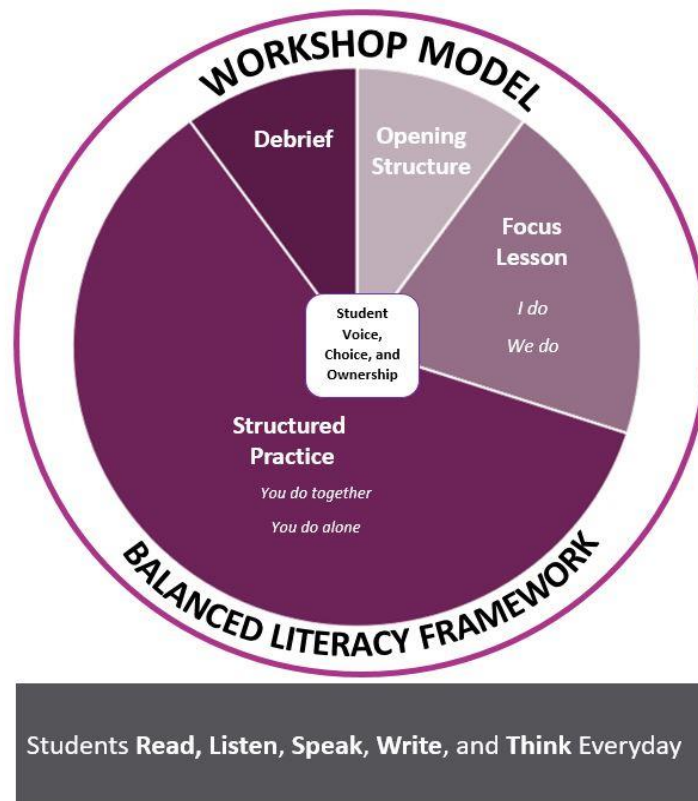 WORKSHOP MODEL
Debrief
Opening
Structure
Focus
Lesson
I do
We do
Student
Voice,
Choice, and
Ownership
Structured
Practice
You do together
You do alone
BALANCED LITERACY FRAMEWORK
Students Read, Listen, Speak, Write, and Think Everyday